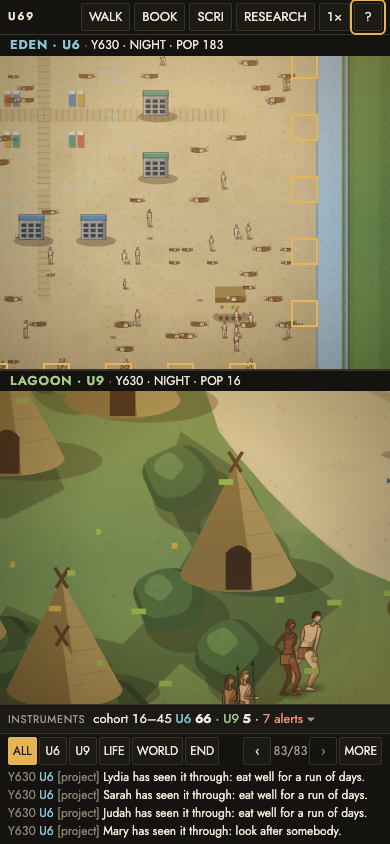 U69 WALK BOOK SCRI RESEARCH 1× ?
EDEN · U6 · Y630 · NIGHT · POP 183
LAGOON · U9 · Y630 · NIGHT · POP 16
INSTRUMENTS cohort 16–45 U6 66 · U9 5 · 7 alerts
ALL U6 U9 LIFE WORLD END ‹ 83/83 › MORE
Y630 U6 [project] Lydia has seen it through: eat well for a run of days.
Y630 U6 [project] Sarah has seen it through: eat well for a run of days.
Y630 U6 [project] Judah has seen it through: eat well for a run of days.
Y630 U6 [project] Mary has seen it through: look after somebody.